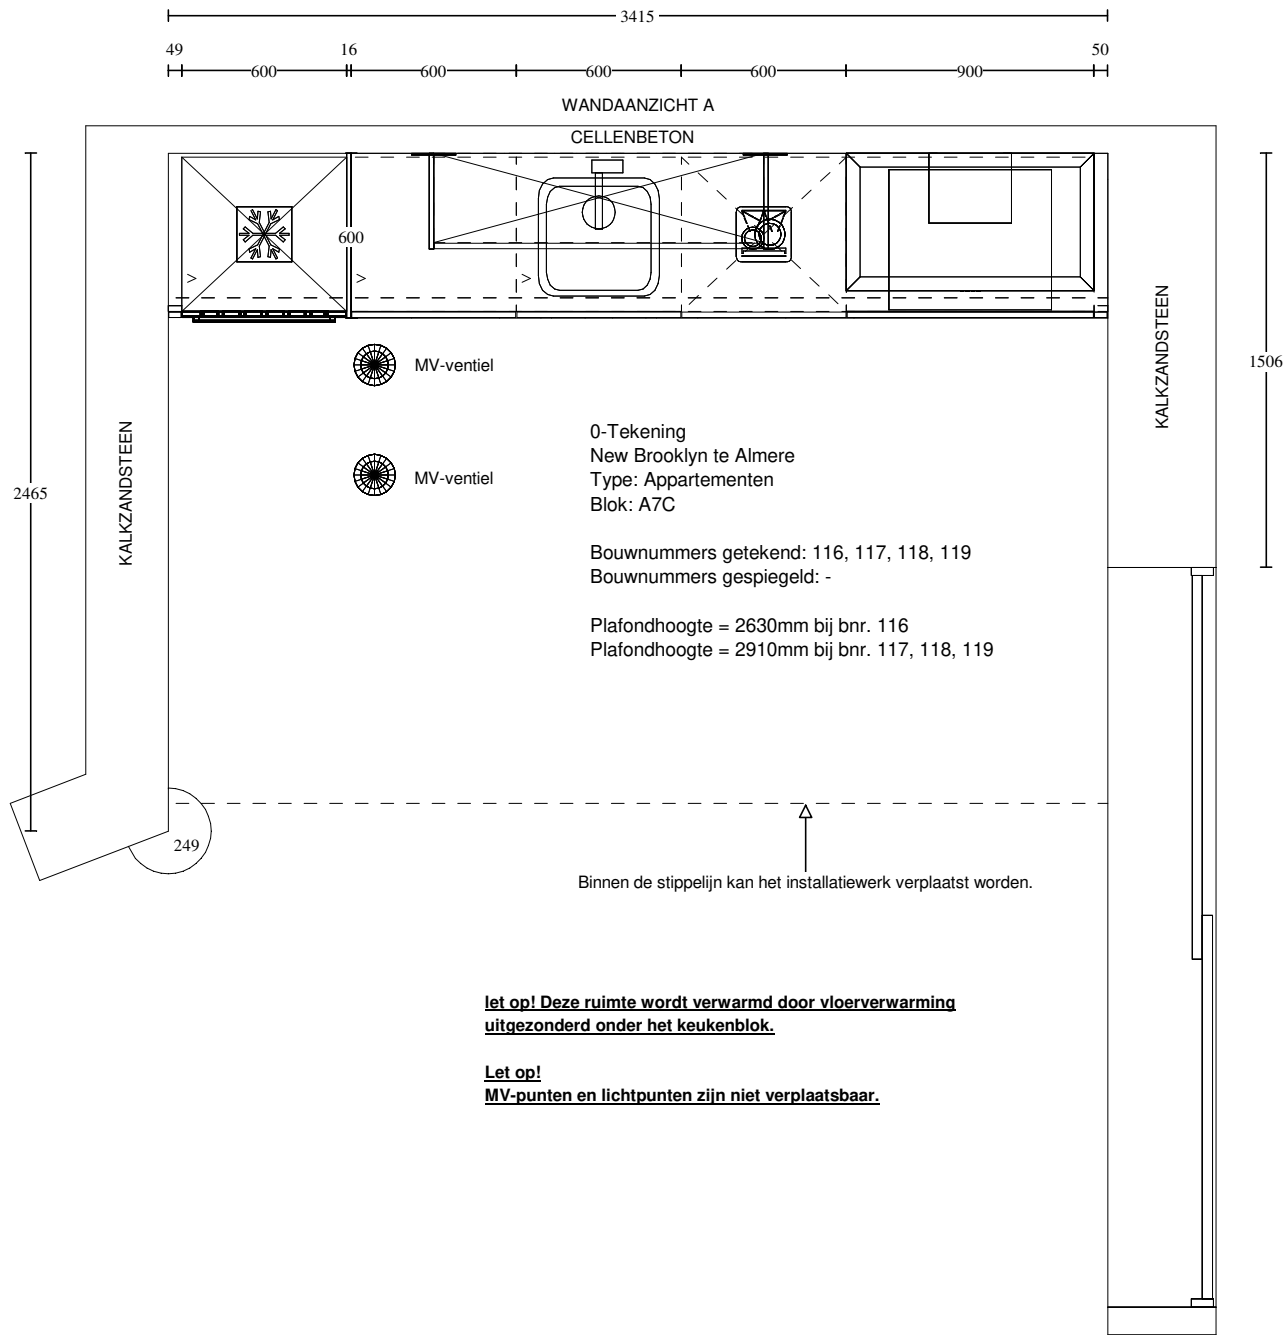 3415
49
16
50
600
600
600
600
900
WANDAANZICHT A
CELLENBETON
600
KALKZANDSTEEN
KALKZANDSTEEN
1506
2465
MV-ventiel
MV-ventiel
0-Tekening
New Brooklyn te Almere
Type: Appartementen
Blok: A7C
Bouwnummers getekend: 116, 117, 118, 119
Bouwnummers gespiegeld: -
Plafondhoogte = 2630mm bij bnr. 116
Plafondhoogte = 2910mm bij bnr. 117, 118, 119
249
Binnen de stippelijn kan het installatiewerk verplaatst worden.
let op! Deze ruimte wordt verwarmd door vloerverwarming
uitgezonderd onder het keukenblok.
Let op!
MV-punten en lichtpunten zijn niet verplaatsbaar.